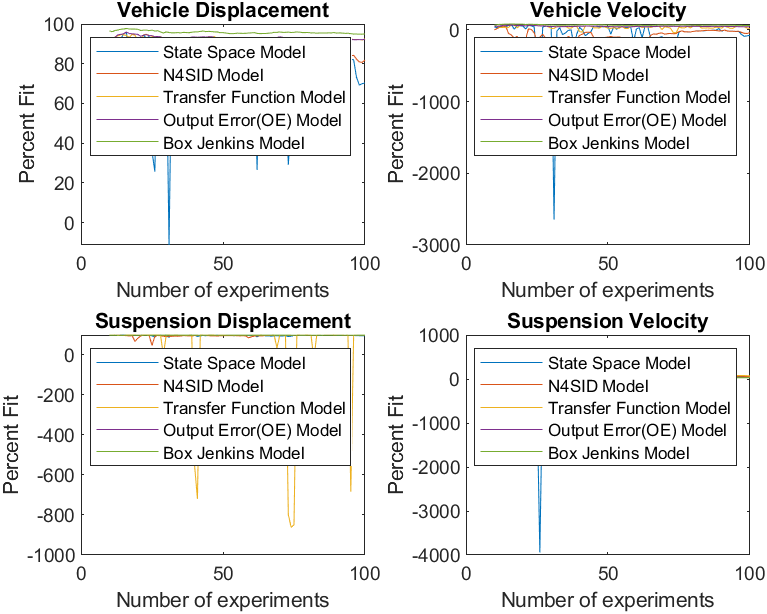 Vehicle Displacement
Percent Fit
100
80
60
40
20
0
State Space Model
N4SID Model
Transfer Function Model
Output Error(OE) Model
Box Jenkins Model
0 50 100
Number of experiments
Vehicle Velocity
Percent Fit
0
-1000
-2000
-3000
State Space Model
N4SID Model
Transfer Function Model
Output Error(OE) Model
Box Jenkins Model
0 50 100
Number of experiments
Suspension Displacement
Percent Fit
0
-200
-400
-600
-800
-1000
State Space Model
N4SID Model
Transfer Function Model
Output Error(OE) Model
Box Jenkins Model
0 50 100
Number of experiments
Suspension Velocity
Percent Fit
1000
0
-1000
-2000
-3000
-4000
State Space Model
N4SID Model
Transfer Function Model
Output Error(OE) Model
Box Jenkins Model
0 50 100
Number of experiments